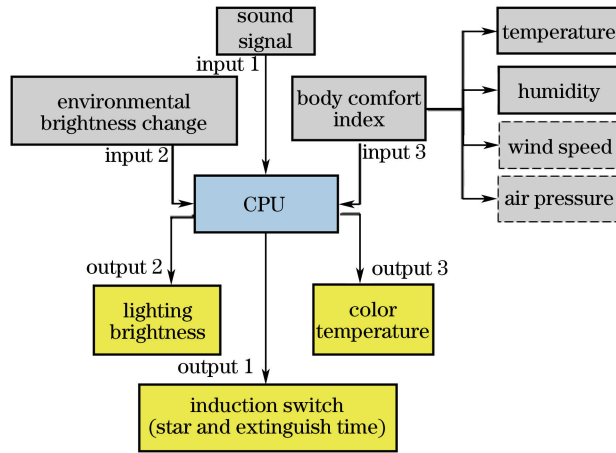 sound
signal
input 1
temperature
environmental
brightness change
body comfort
index
humidity
input 2
input 3
wind speed
air pressure
CPU
output 2
output 3
lighting
brightness
color
temperature
output 1
induction switch
(star and extinguish time)